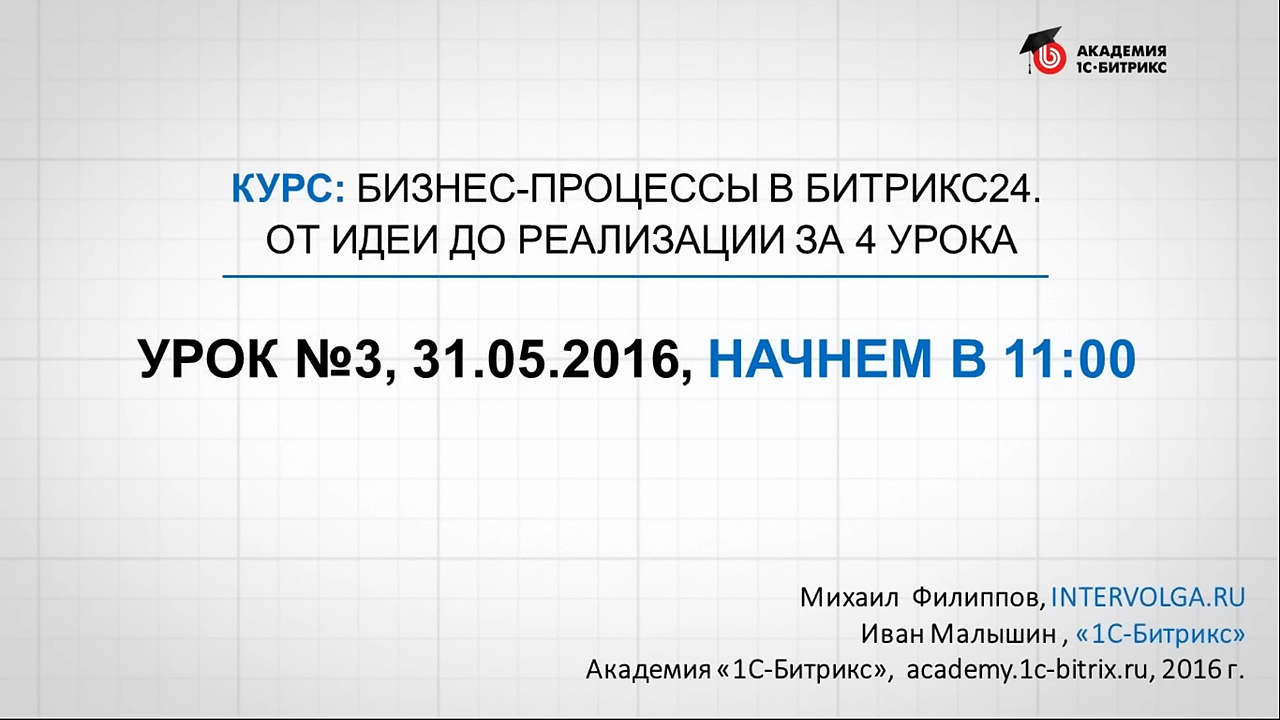 АКАДЕМИЯ
1С·БИТРИКС
КУРС: БИЗНЕС-ПРОЦЕССЫ В БИТРИКС24.
ОТ ИДЕИ ДО РЕАЛИЗАЦИИ ЗА 4 УРОКА
УРОК №3, 31.05.2016, НАЧНЕМ В 11:00
Михаил Филиппов, INTERVOLGA.RU
Иван Малышин , «1С-Битрикс»
Академия «1С-Битрикс», academy.1c-bitrix.ru, 2016 г.